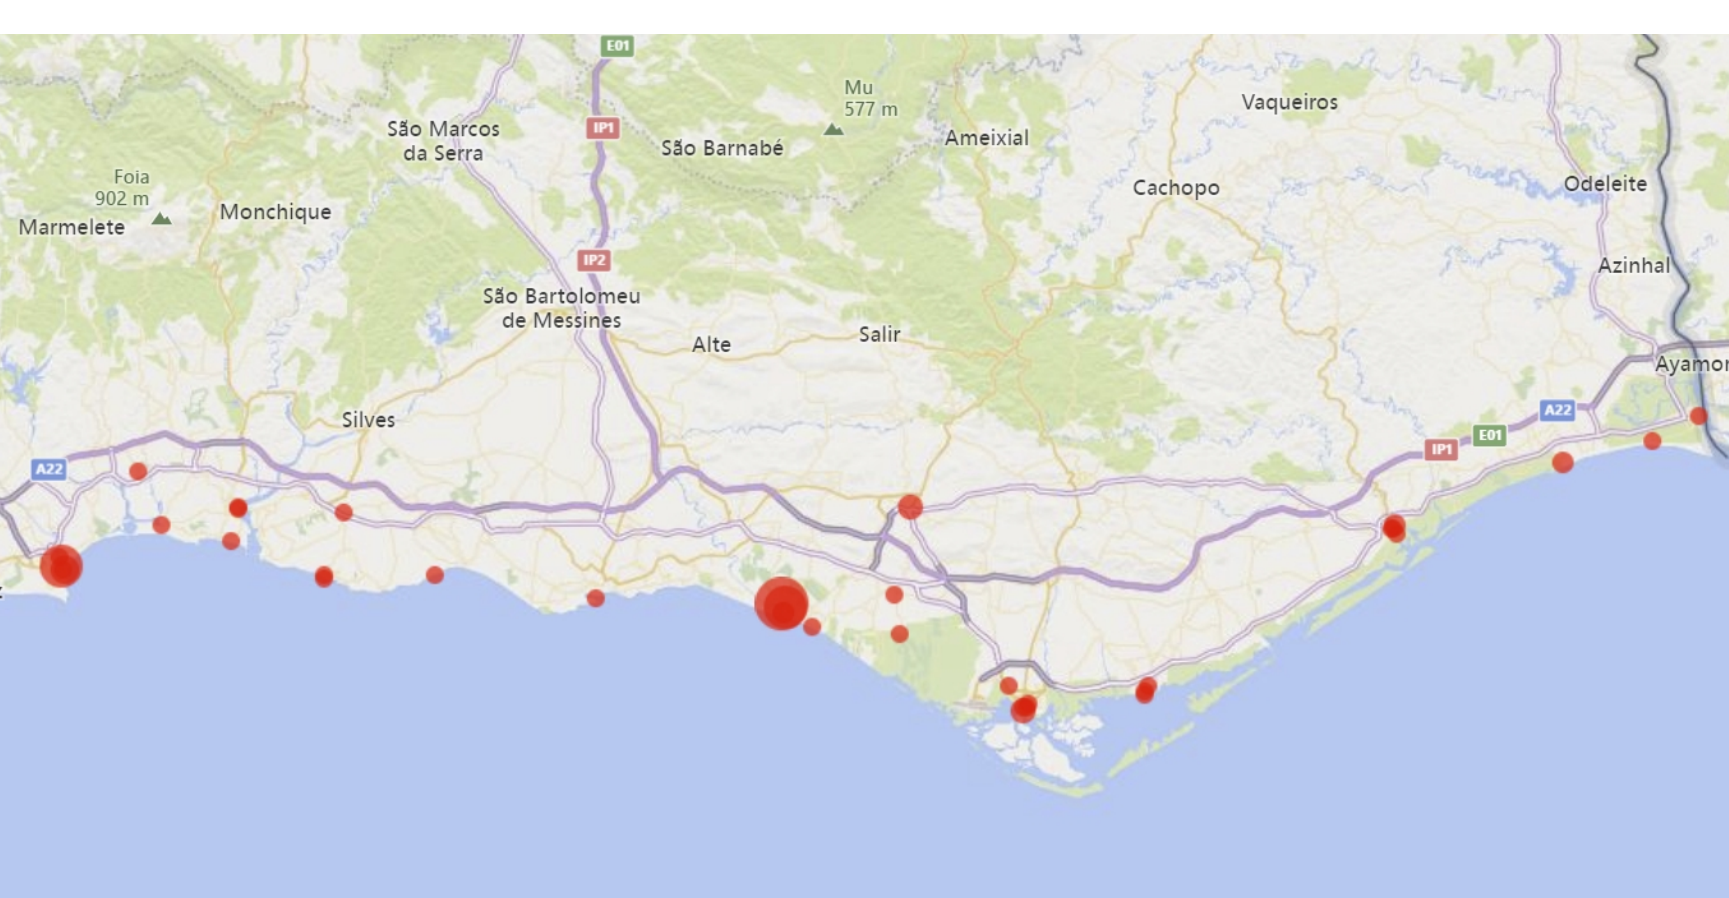 E01
Mu
577 m
Vaqueiros
São Marcos
da Serra
IP1
São Barnabé
Ameixial
Foia
902 m
Cachopo
Odeleite
Marmelete
Monchique
IP2
Azinhal
São Bartolomeu
de Messines
Alte
Salir
Ayamor
Silves
A22
IP1
E01
A22